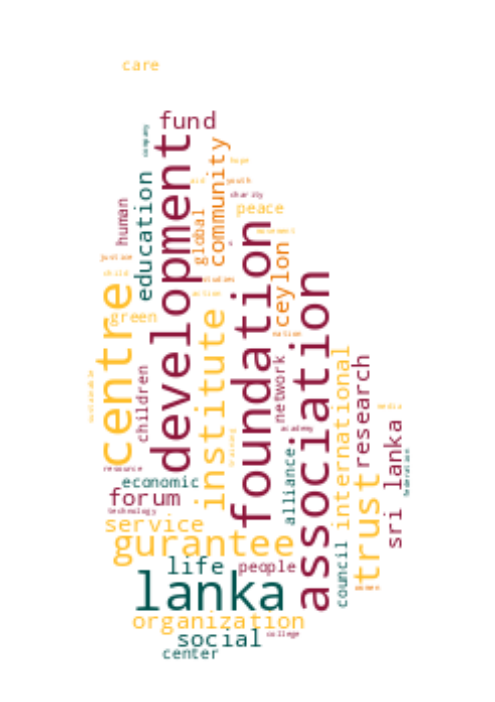 care
fund
company
development
community
hope
education
aid
youth
charity
human
peace
global
movement
foundation
justice
ceylon
child
studies
association
centre
action
institute
green
nation
international
network
research
children
sustainable
media
sri lanka
academy
training
alliance
federation
resource
economic
trust
forum
technology
service
gurantee
council
life
people
lanka
women
organization
social
college
center